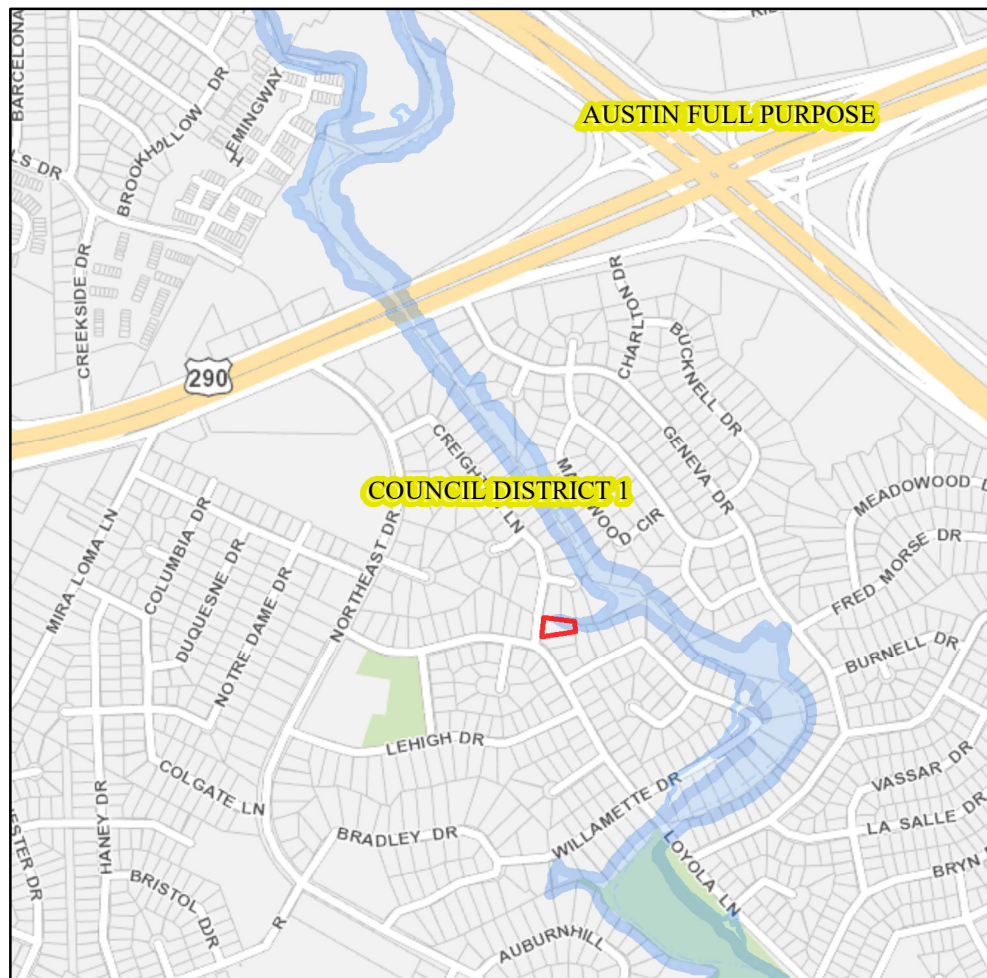 BARCELONA
BROOKHOLLOW DR
HEMINGWAY
LS DR
CREEKSIDE DR
AUSTIN FULL PURPOSE
290
CHARLTON DR
BUCKNELL DR
GENEVA DR
COUNCIL DISTRICT 1
MEADOWOOD D
FRED MORSE DR
MIRA LOMA LN
COLUMBIA DR
DUQUESNE DR
NOTRE DAME DR
NORTHEAST DR
D CIR
BURNELL DR
LEHIGH DR
COLGATE LN
HANEY DR
BRADLEY DR
WILLAMETTE DR
VASSAR DR
LA SALLE DR
LOYOLA LN
BRYN
ESTER DR
BRISTOL DR
R
AUBURNHILL